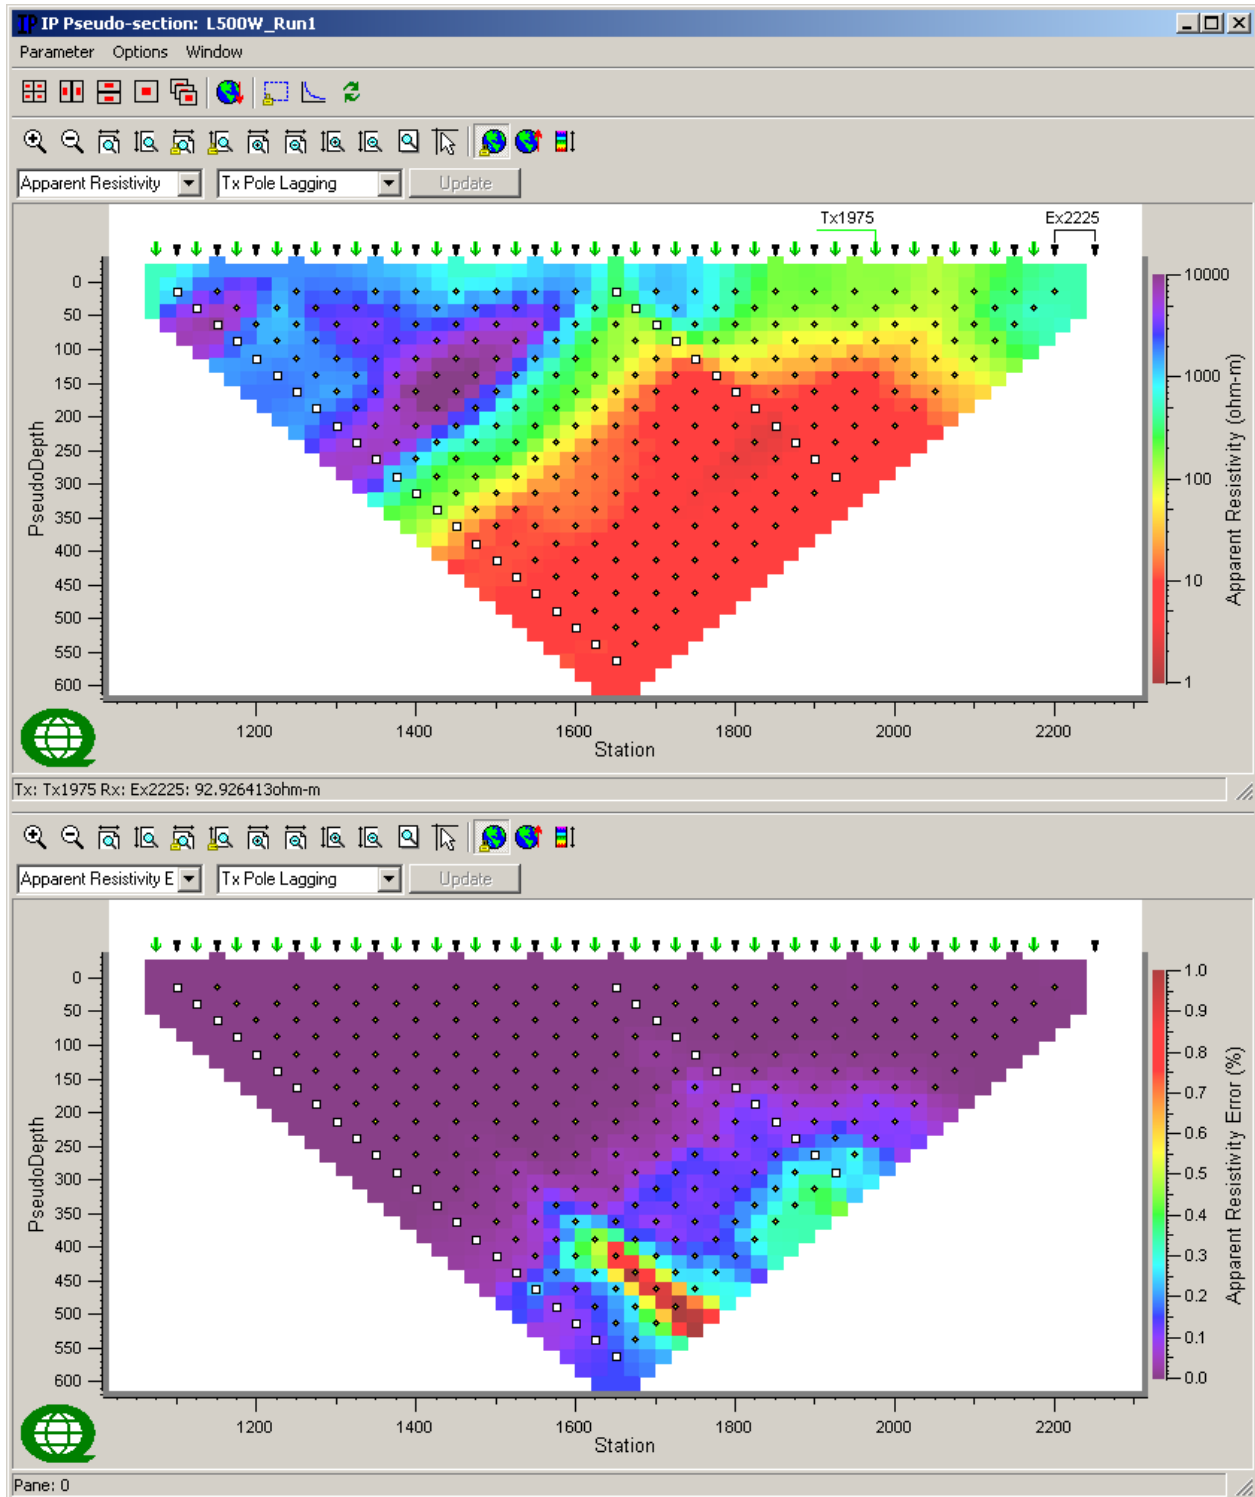 IP Pseudo-section: L500W_Run1
Parameter Options Window
Apparent Resistivity Tx Pole Lagging Update
Tx1975 Ex2225
0
50
100
150
200
250
300
350
400
450
500
550
600
PseudoDepth
10000
1000
100
10
1
Apparent Resistivity (ohm-m)
1200 1400 1600 1800 2000 2200
Station
Tx: Tx1975 Rx: Ex2225: 92.926413ohm-m
Apparent Resistivity E Tx Pole Lagging Update
0
50
100
150
200
250
300
350
400
450
500
550
600
PseudoDepth
1.0
0.9
0.8
0.7
0.6
0.5
0.4
0.3
0.2
0.1
0.0
Apparent Resistivity Error (%)
1200 1400 1600 1800 2000 2200
Station
Pane: 0